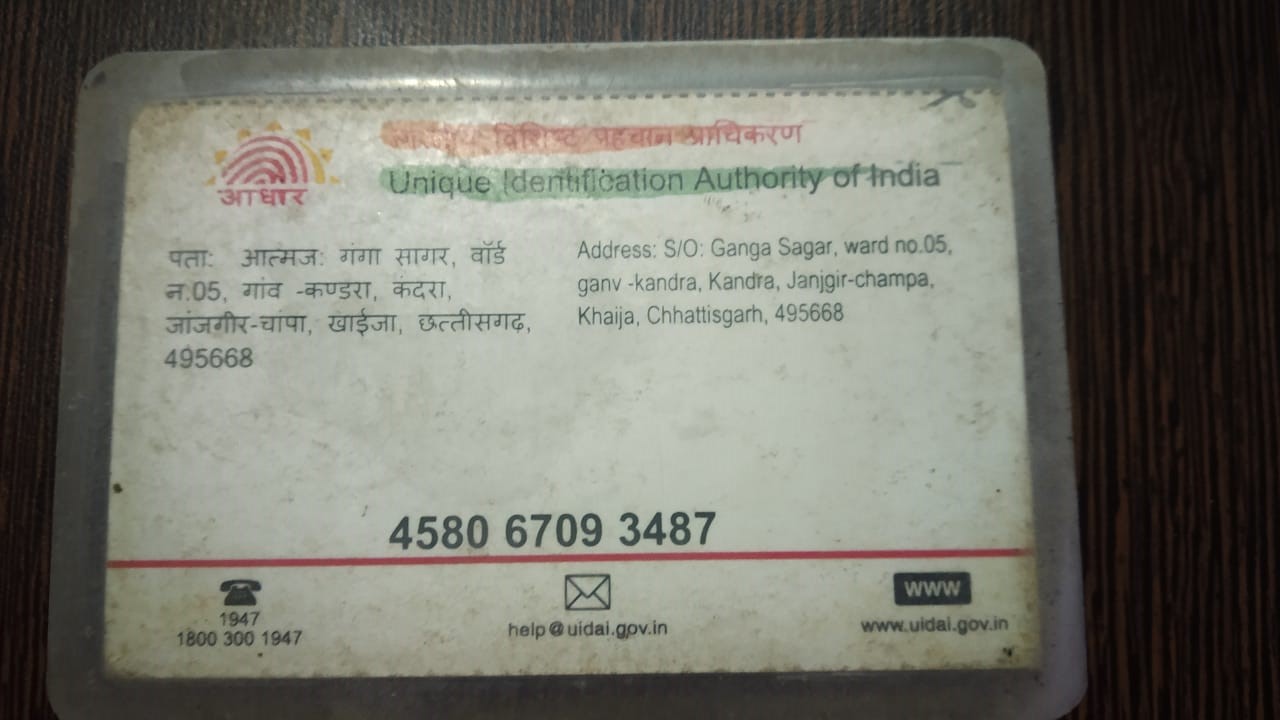 आधार
विशिष्ट पहचान प्राधिकरण
Unique Identification Authority of India
पता: आत्मज: गंगा सागर, वॉर्ड
न.05, गांव -कण्डरा, कंदरा,
जांजगीर-चांपा, खाईजा, छत्तीसगढ़,
495668
Address: S/O: Ganga Sagar, ward no.05,
ganv -kandra, Kandra, Janjgir-champa,
Khaija, Chhattisgarh, 495668
4580 6709 3487
1947
1800 300 1947
help@uidai.gov.in
www
www.uidai.gov.in